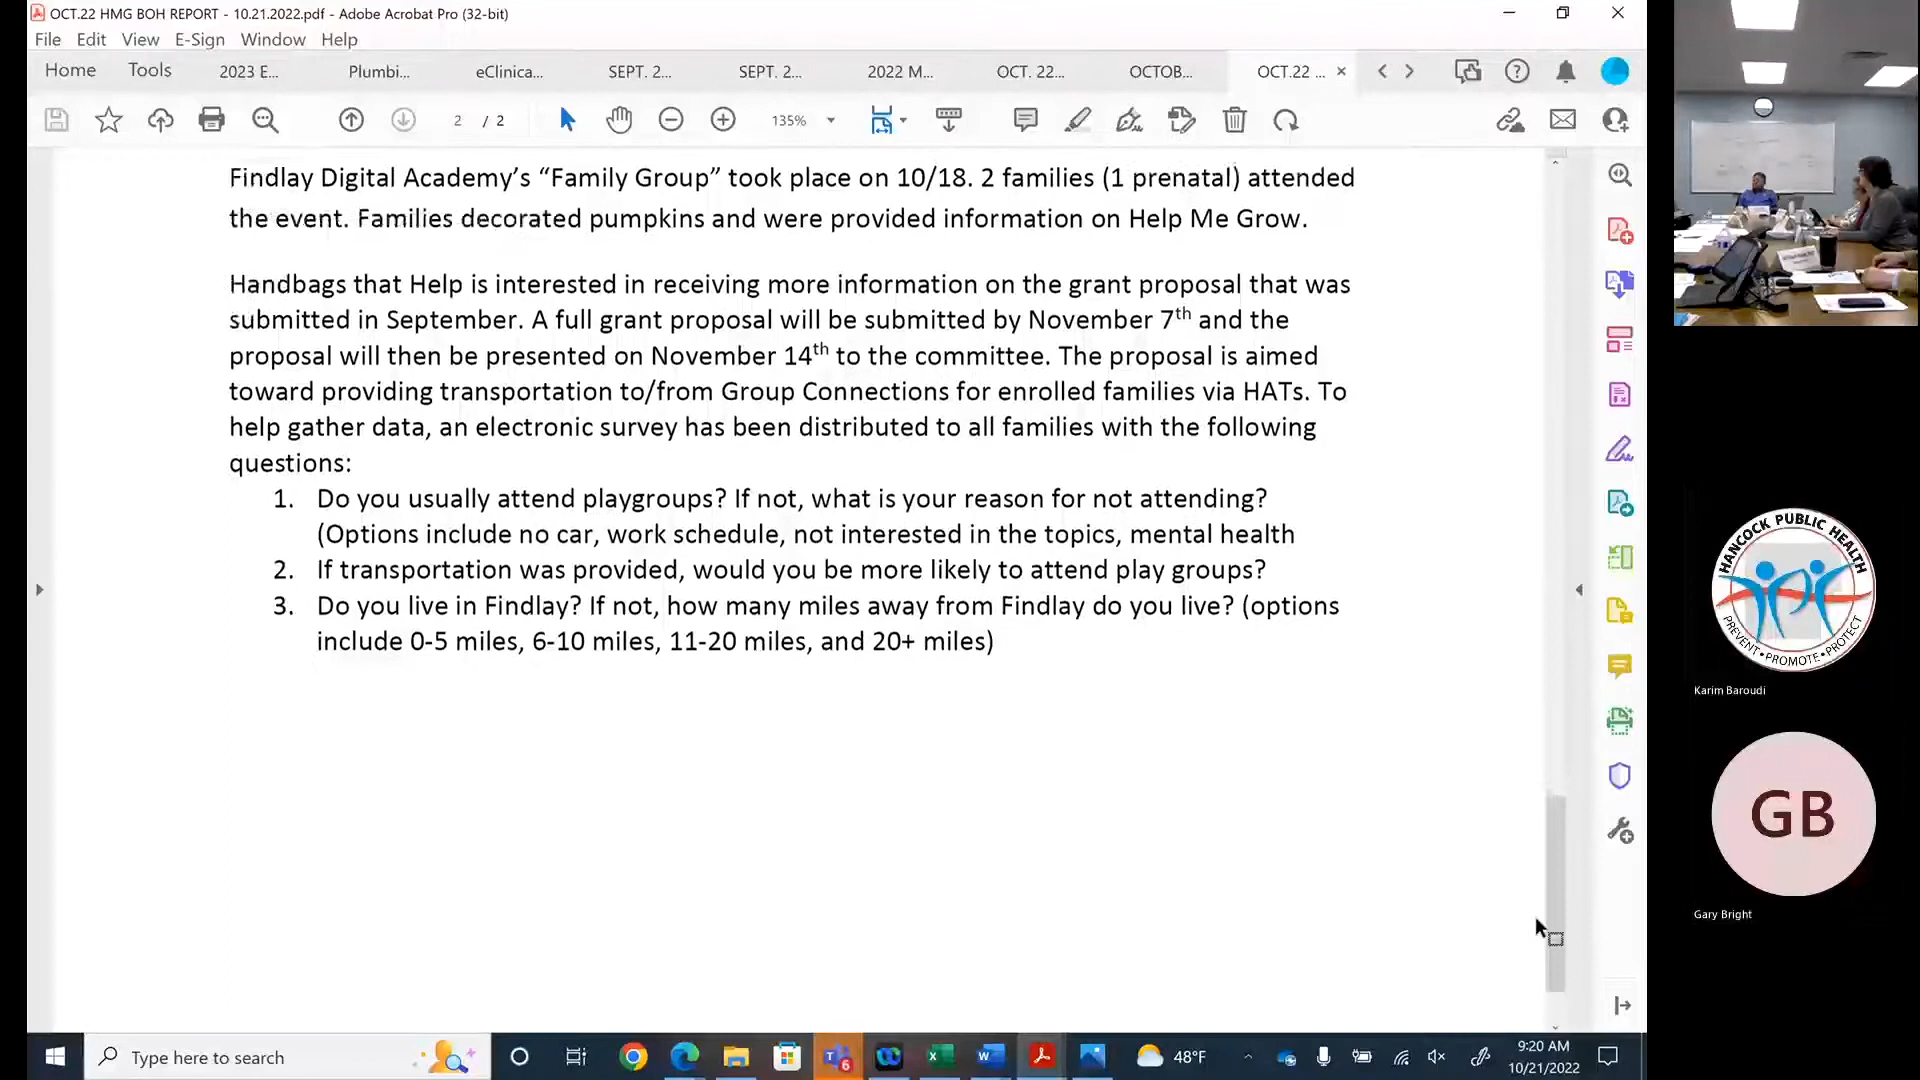 OCT.22 HMG BOH REPORT - 10.21.2022.pdf - Adobe Acrobat Pro (32-bit)
File Edit View E-Sign Window Help
Home Tools 2023 E... Plumbi... eClinica... SEPT. 2... SEPT. 2... 2022 M... OCT. 22... OCTOB... OCT.22 ...
2 / 2 135%
Findlay Digital Academy’s “Family Group” took place on 10/18. 2 families (1 prenatal) attended
the event. Families decorated pumpkins and were provided information on Help Me Grow.
Handbags that Help is interested in receiving more information on the grant proposal that was
submitted in September. A full grant proposal will be submitted by November 7th and the
proposal will then be presented on November 14th to the committee. The proposal is aimed
toward providing transportation to/from Group Connections for enrolled families via HATs. To
help gather data, an electronic survey has been distributed to all families with the following
questions:
1. Do you usually attend playgroups? If not, what is your reason for not attending?
(Options include no car, work schedule, not interested in the topics, mental health
2. If transportation was provided, would you be more likely to attend play groups?
3. Do you live in Findlay? If not, how many miles away from Findlay do you live? (options
include 0-5 miles, 6-10 miles, 11-20 miles, and 20+ miles)
HANCOCK PUBLIC HEALTH
PREVENT • PROMOTE • PROTECT
Karim Baroudi
GB
Gary Bright
Type here to search
6
48°F
9:20 AM
10/21/2022